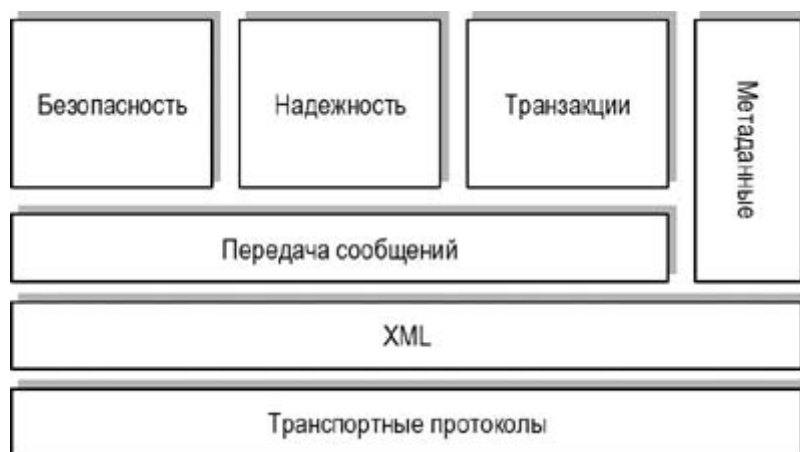 Безопасность
Надежность
Транзакции
Метаданные
Передача сообщений
XML
Транспортные протоколы